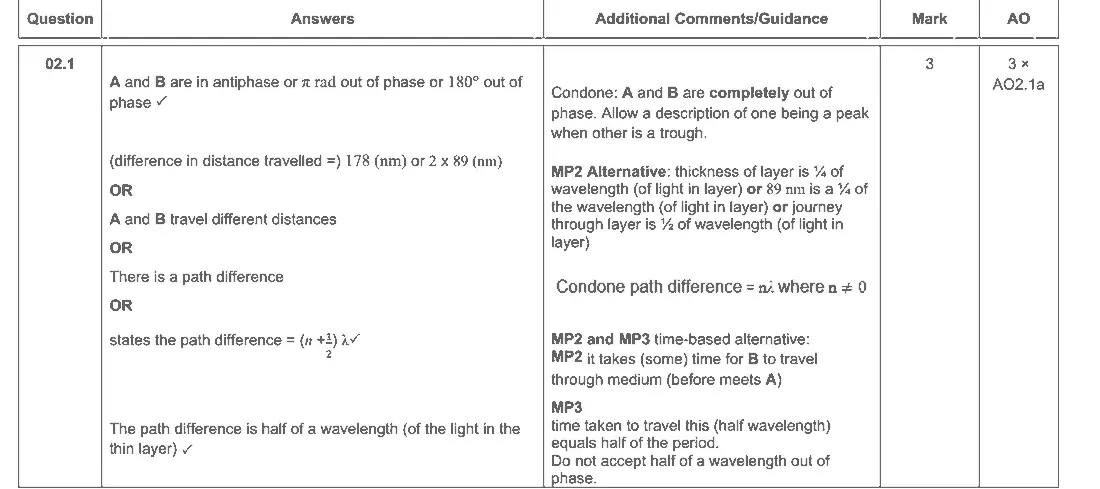 Question Answers Additional Comments/Guidance Mark AO
02.1
A and B are in antiphase or π rad out of phase or 180° out of
phase ✓
(difference in distance travelled =) 178 (nm) or 2 x 89 (nm)
OR
A and B travel different distances
OR
There is a path difference
OR
states the path difference = (n +½) λ✓
The path difference is half of a wavelength (of the light in the
thin layer) ✓
Condone: A and B are completely out of
phase. Allow a description of one being a peak
when other is a trough.
MP2 Alternative: thickness of layer is ¼ of
wavelength (of light in layer) or 89 nm is a ¼ of
the wavelength (of light in layer) or journey
through layer is ½ of wavelength (of light in
layer)
Condone path difference = nλ where n ≠ 0
MP2 and MP3 time-based alternative:
MP2 it takes (some) time for B to travel
through medium (before meets A)
MP3
time taken to travel this (half wavelength)
equals half of the period.
Do not accept half of a wavelength out of
phase.
3
3 ×
AO2.1a